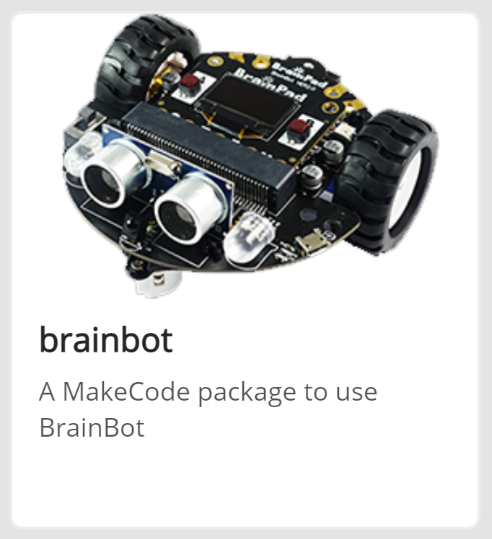 BrainPad
BrainPad
brainbot
A MakeCode package to use
BrainBot